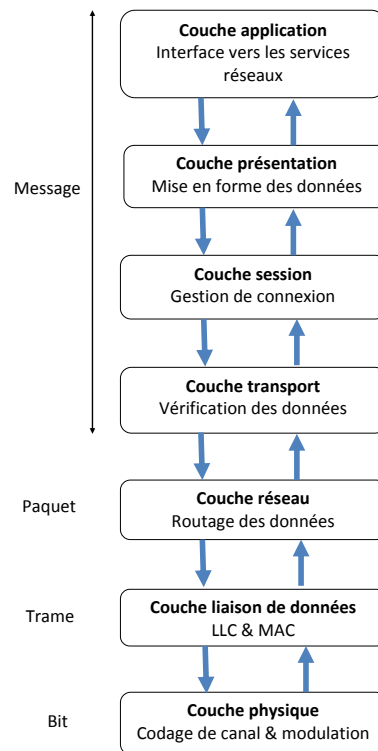 Couche application
Interface vers les services
réseaux
Couche présentation
Mise en forme des données
Message
Couche session
Gestion de connexion
Couche transport
Vérification des données
Paquet
Couche réseau
Routage des données
Trame
Couche liaison de données
LLC & MAC
Bit
Couche physique
Codage de canal & modulation